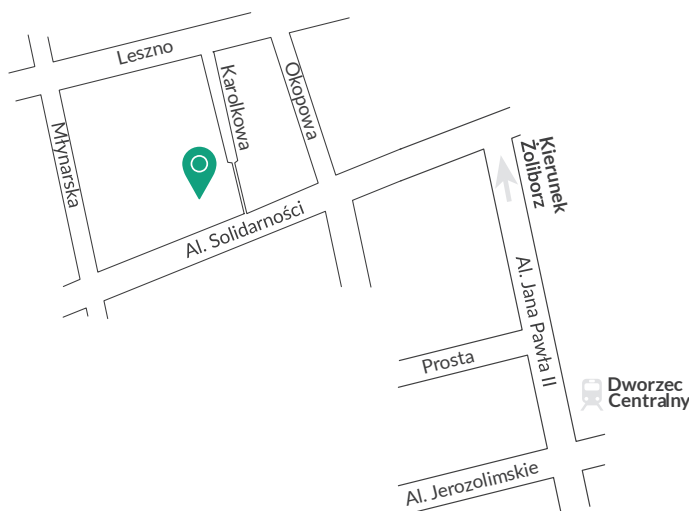 Leszno
Karolkowa
Okopowa
Młynarska
Kierunek
Żoliborz
Al. Solidarności
Al. Jana Pawła II
Prosta
Dworzec
Centralny
Al. Jerozolimskie